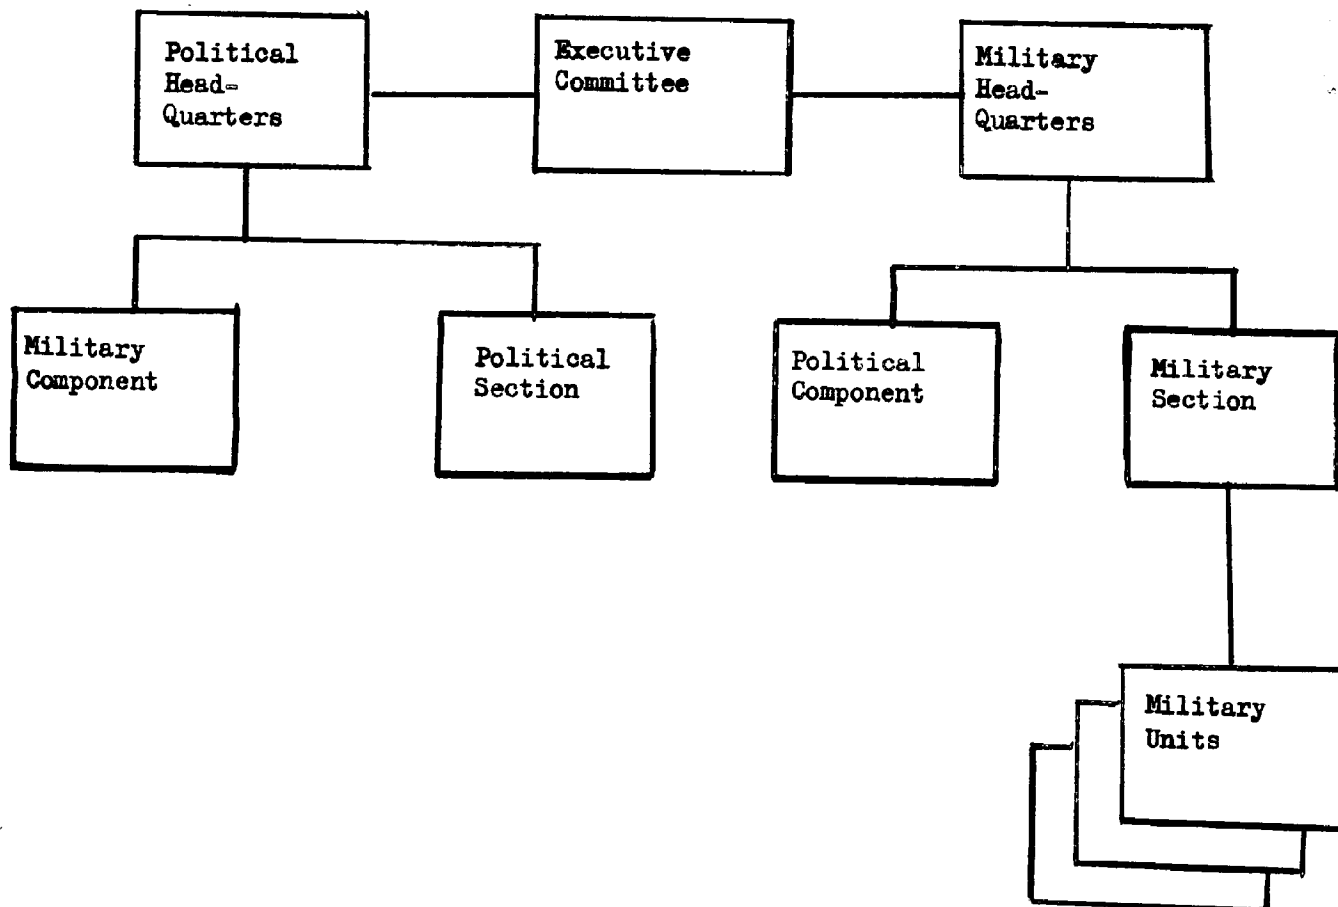 Political
Head-
Quarters
Executive
Committee
Military
Head-
Quarters
Military
Component
Political
Section
Political
Component
Military
Section
Military
Units